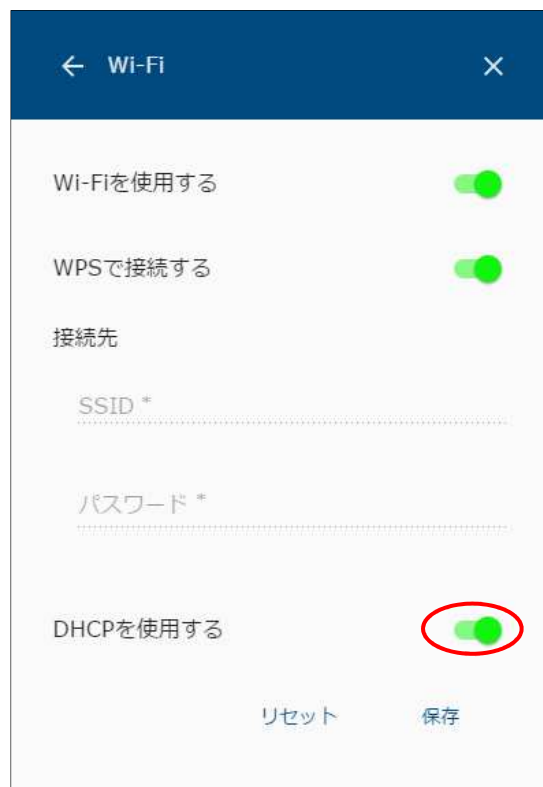 Wi-Fi
Wi-Fiを使用する
WPSで接続する
接続先
SSID *
パスワード *
DHCPを使用する
リセット 保存